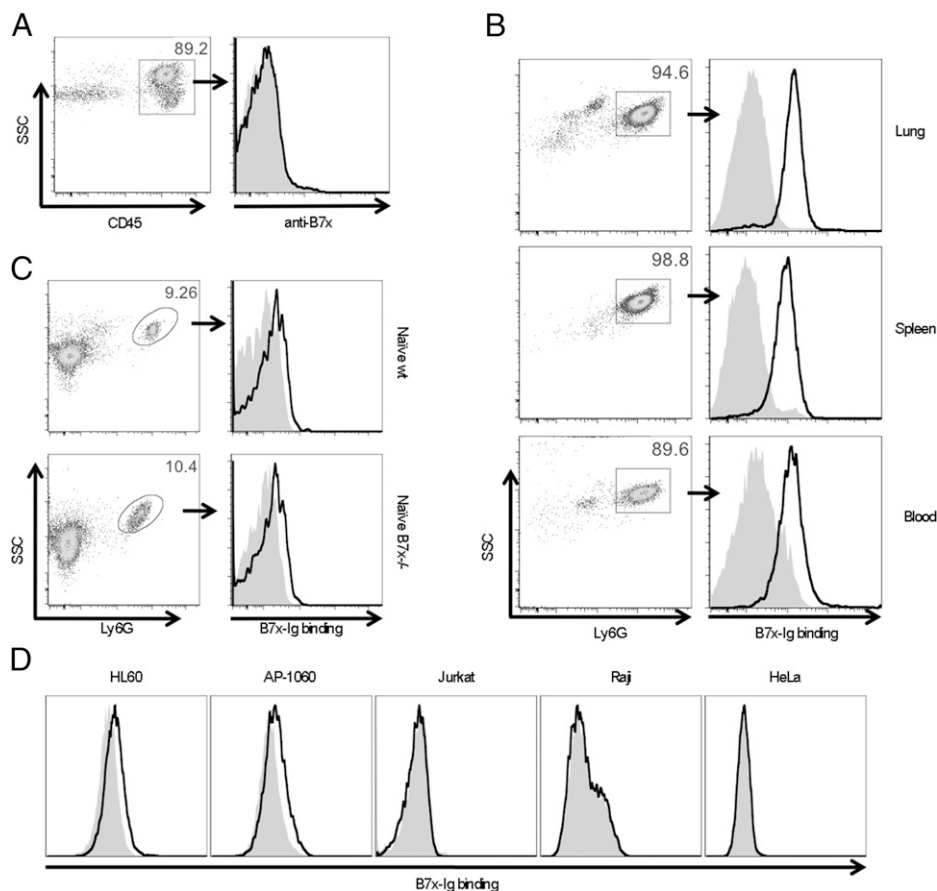 A
89.2
SSC
CD45
anti-B7x
B
94.6
Lung
98.8
Spleen
89.6
Blood
SSC
Ly6G
B7x-Ig binding
C
9.26
Naïve wt
10.4
Naïve B7x-/-
SSC
Ly6G
B7x-Ig binding
D
HL60 AP-1060 Jurkat Raji HeLa
B7x-Ig binding